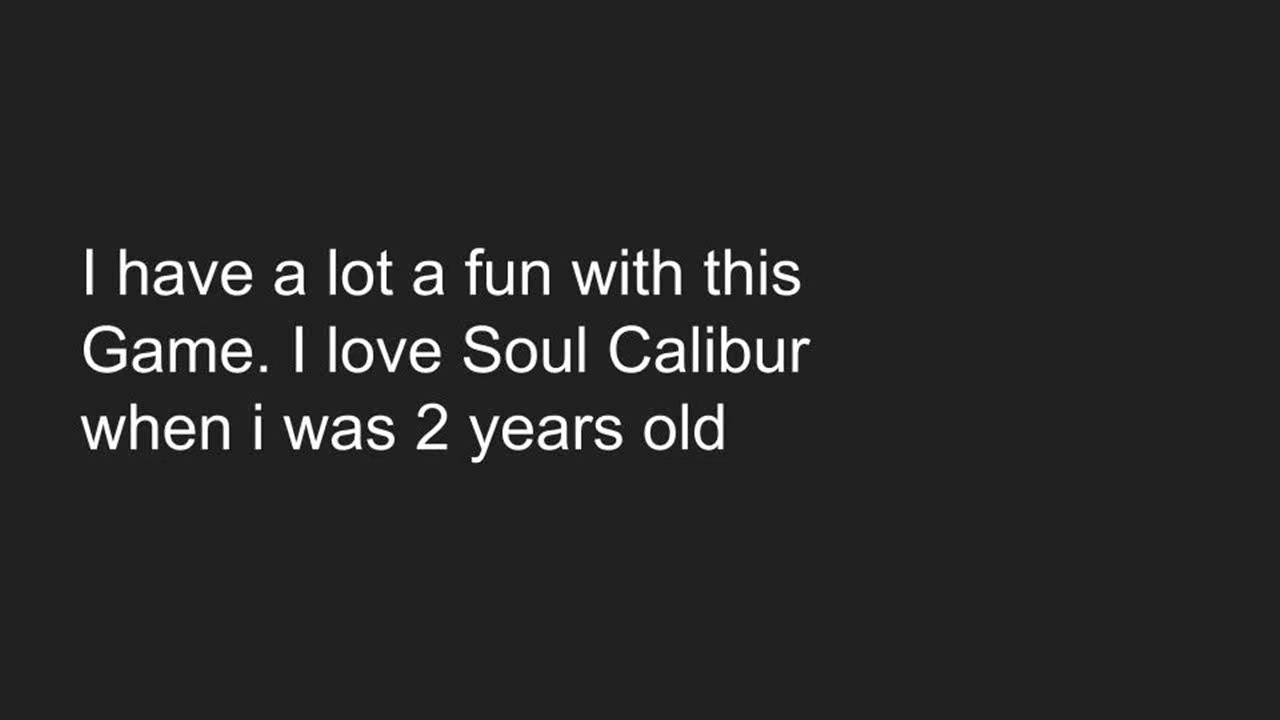 I have a lot a fun with this
Game. I love Soul Calibur
when i was 2 years old